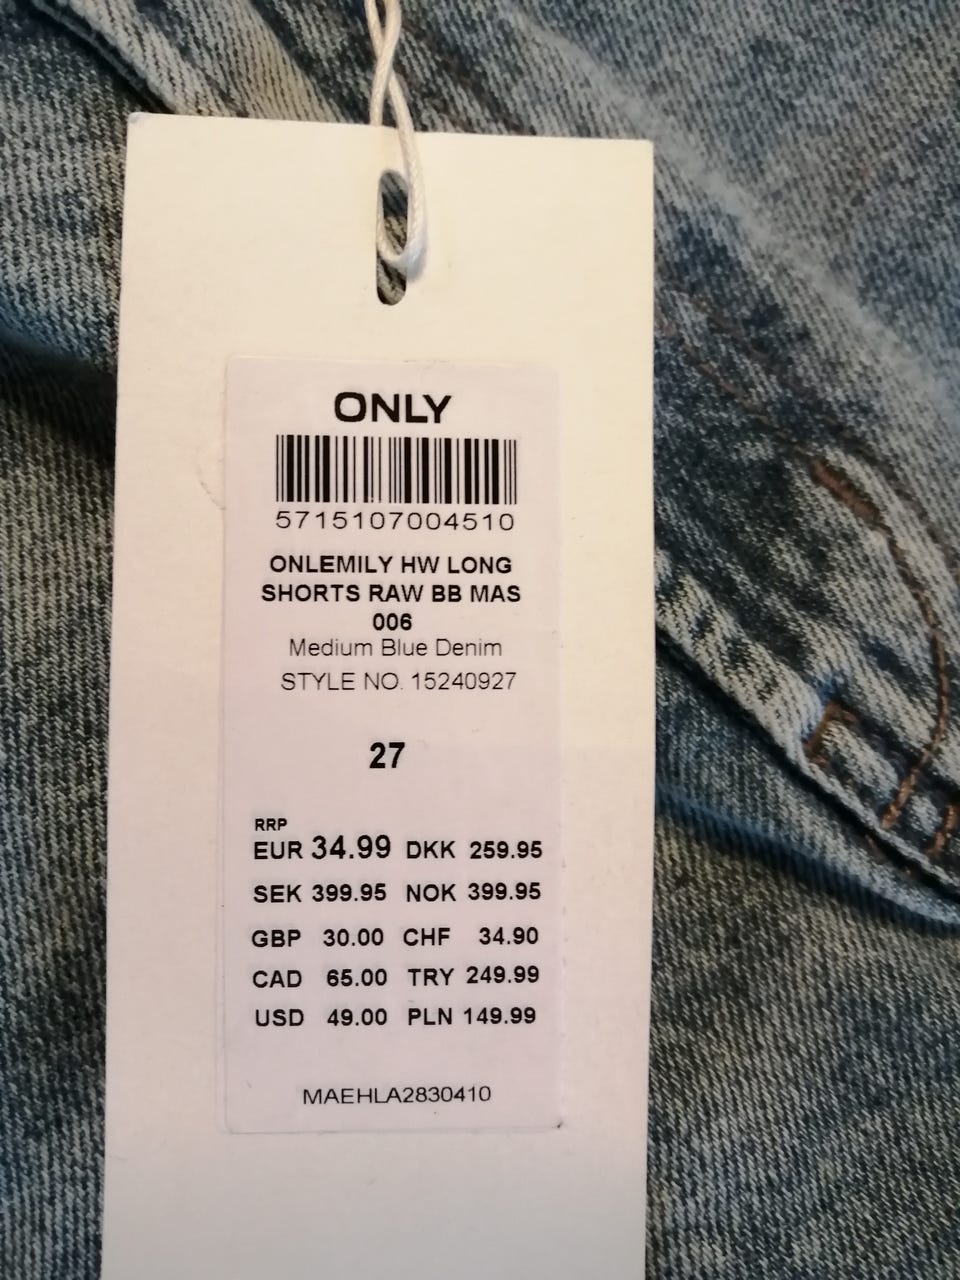 ONLY
5715107004510
ONLEMILY HW LONG
SHORTS RAW BB MAS
006
Medium Blue Denim
STYLE NO. 15240927
27
RRP
EUR 34.99 DKK 259.95
SEK 399.95 NOK 399.95
GBP 30.00 CHF 34.90
CAD 65.00 TRY 249.99
USD 49.00 PLN 149.99
MAEHLA2830410